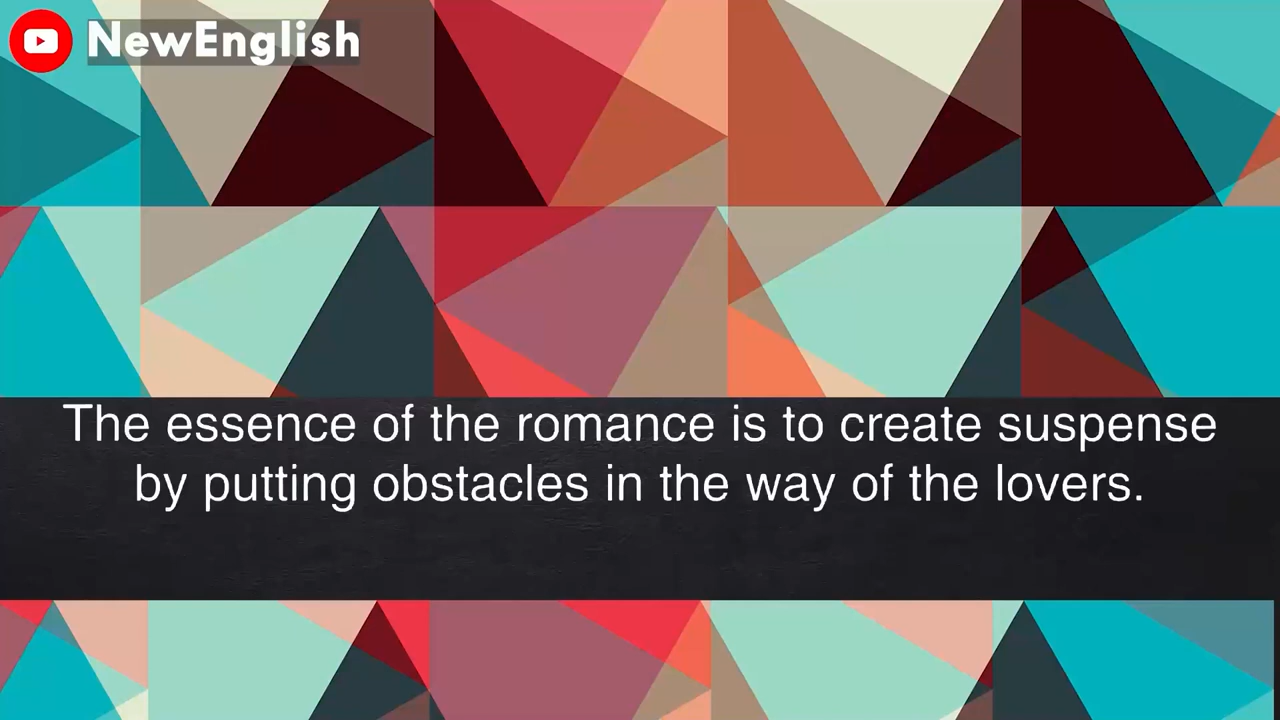 NewEnglish
The essence of the romance is to create suspense
by putting obstacles in the way of the lovers.